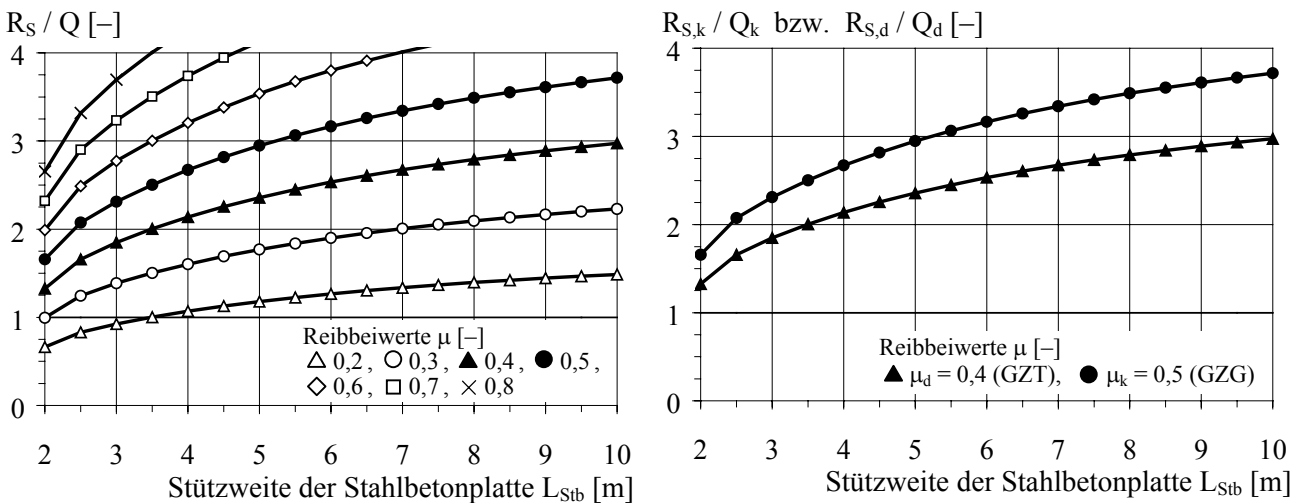 R_S / Q [–]
4
3
2
1
0
Reibbeiwerte μ [–]
0,2 , 0,3 , 0,4 , 0,5 ,
0,6 , 0,7 , 0,8
2 3 4 5 6 7 8 9 10
Stützweite der Stahlbetonplatte L_Stb [m]
R_S,k / Q_k bzw. R_S,d / Q_d [–]
4
3
2
1
0
Reibbeiwerte μ [–]
μ_d = 0,4 (GZT), μ_k = 0,5 (GZG)
2 3 4 5 6 7 8 9 10
Stützweite der Stahlbetonplatte L_Stb [m]